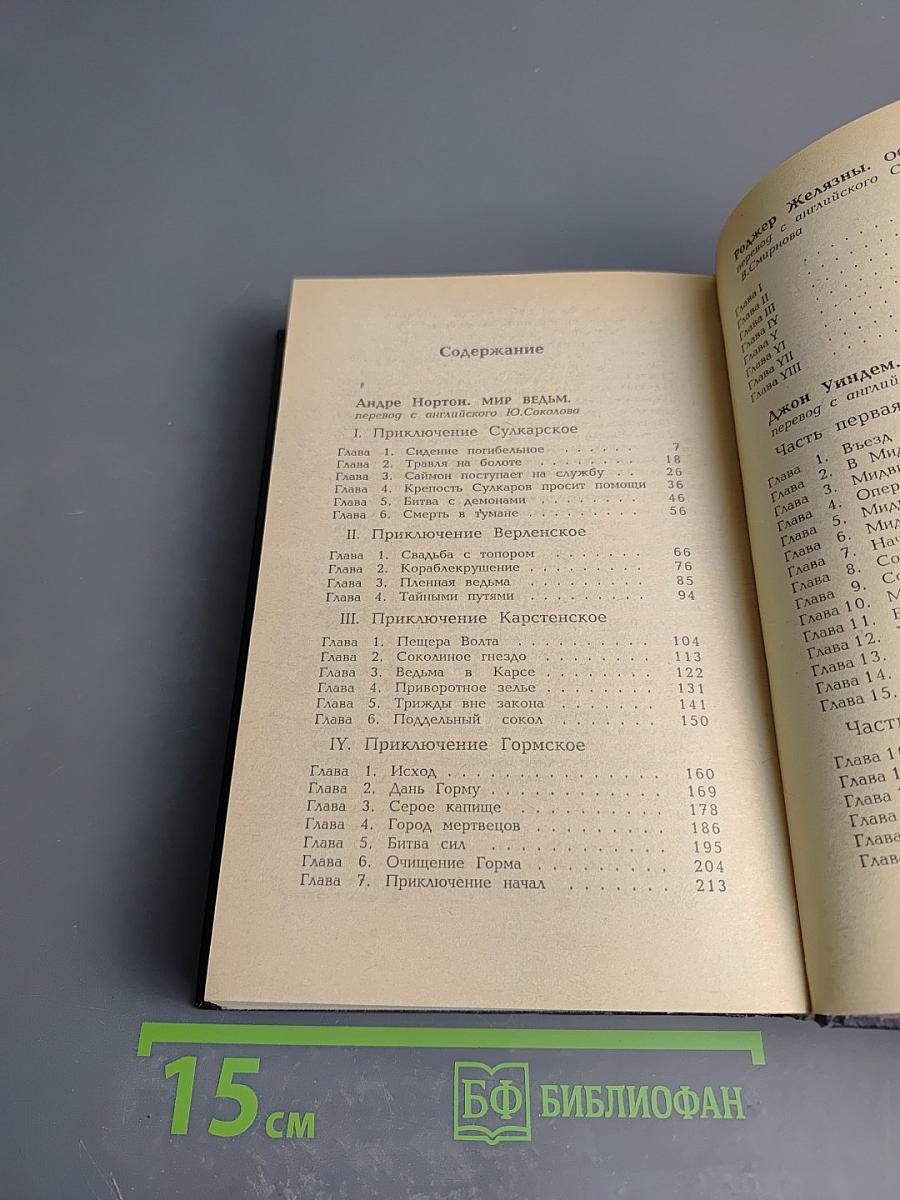 Содержание
Андре Нортон. МИР ВЕДЬМ.
перевод с английского Ю.Соколова
I. Приключение Сулкарское
Глава 1. Сидение погибельное . . . . . . 7
Глава 2. Травля на болоте . . . . . . . . 18
Глава 3. Саймон поступает на службу . . 26
Глава 4. Крепость Сулкаров просит помощи 36
Глава 5. Битва с демонами . . . . . . . . 46
Глава 6. Смерть в тумане . . . . . . . . . 56
II. Приключение Верленское
Глава 1. Свадьба с топором . . . . . . . 66
Глава 2. Кораблекрушение . . . . . . . . . 76
Глава 3. Пленная ведьма . . . . . . . . 85
Глава 4. Тайными путями . . . . . . . . . 94
III. Приключение Карстенское
Глава 1. Пещера Волта . . . . . . . . . 104
Глава 2. Соколиное гнездо . . . . . . . . 113
Глава 3. Ведьма в Карсе . . . . . . . . 122
Глава 4. Приворотное зелье . . . . . . . . 131
Глава 5. Трижды вне закона . . . . . . . 141
Глава 6. Поддельный сокол . . . . . . . 150
IY. Приключение Гормское
Глава 1. Исход . . . . . . . . . . . . . . . 160
Глава 2. Дань Горму . . . . . . . . . . . . 169
Глава 3. Серое капище . . . . . . . . . . 178
Глава 4. Город мертвецов . . . . . . . . . 186
Глава 5. Битва сил . . . . . . . . . . . . 195
Глава 6. Очищение Горма . . . . . . . . . 204
Глава 7. Приключение начал . . . . . . . 213
Роджер Желязны.
перевод с английского
В.Смирнова
Глава I
Глава II
Глава III
Глава IY
Глава Y
Глава YI
Глава YII
Глава YIII
Джон Уиндем.
перевод с
Часть первая
Глава 1. Въезд
Глава 2. В
Глава 3.
Глава 4.
Глава 5.
Глава 6.
Глава 7.
Глава 8.
Глава 9.
Глава 10.
Глава 11.
Глава 12.
Глава 13.
Глава 14.
Глава 15.
Глава
Глава
Глава
Глава
Глава
15 см
БФ БИБЛИОФАН